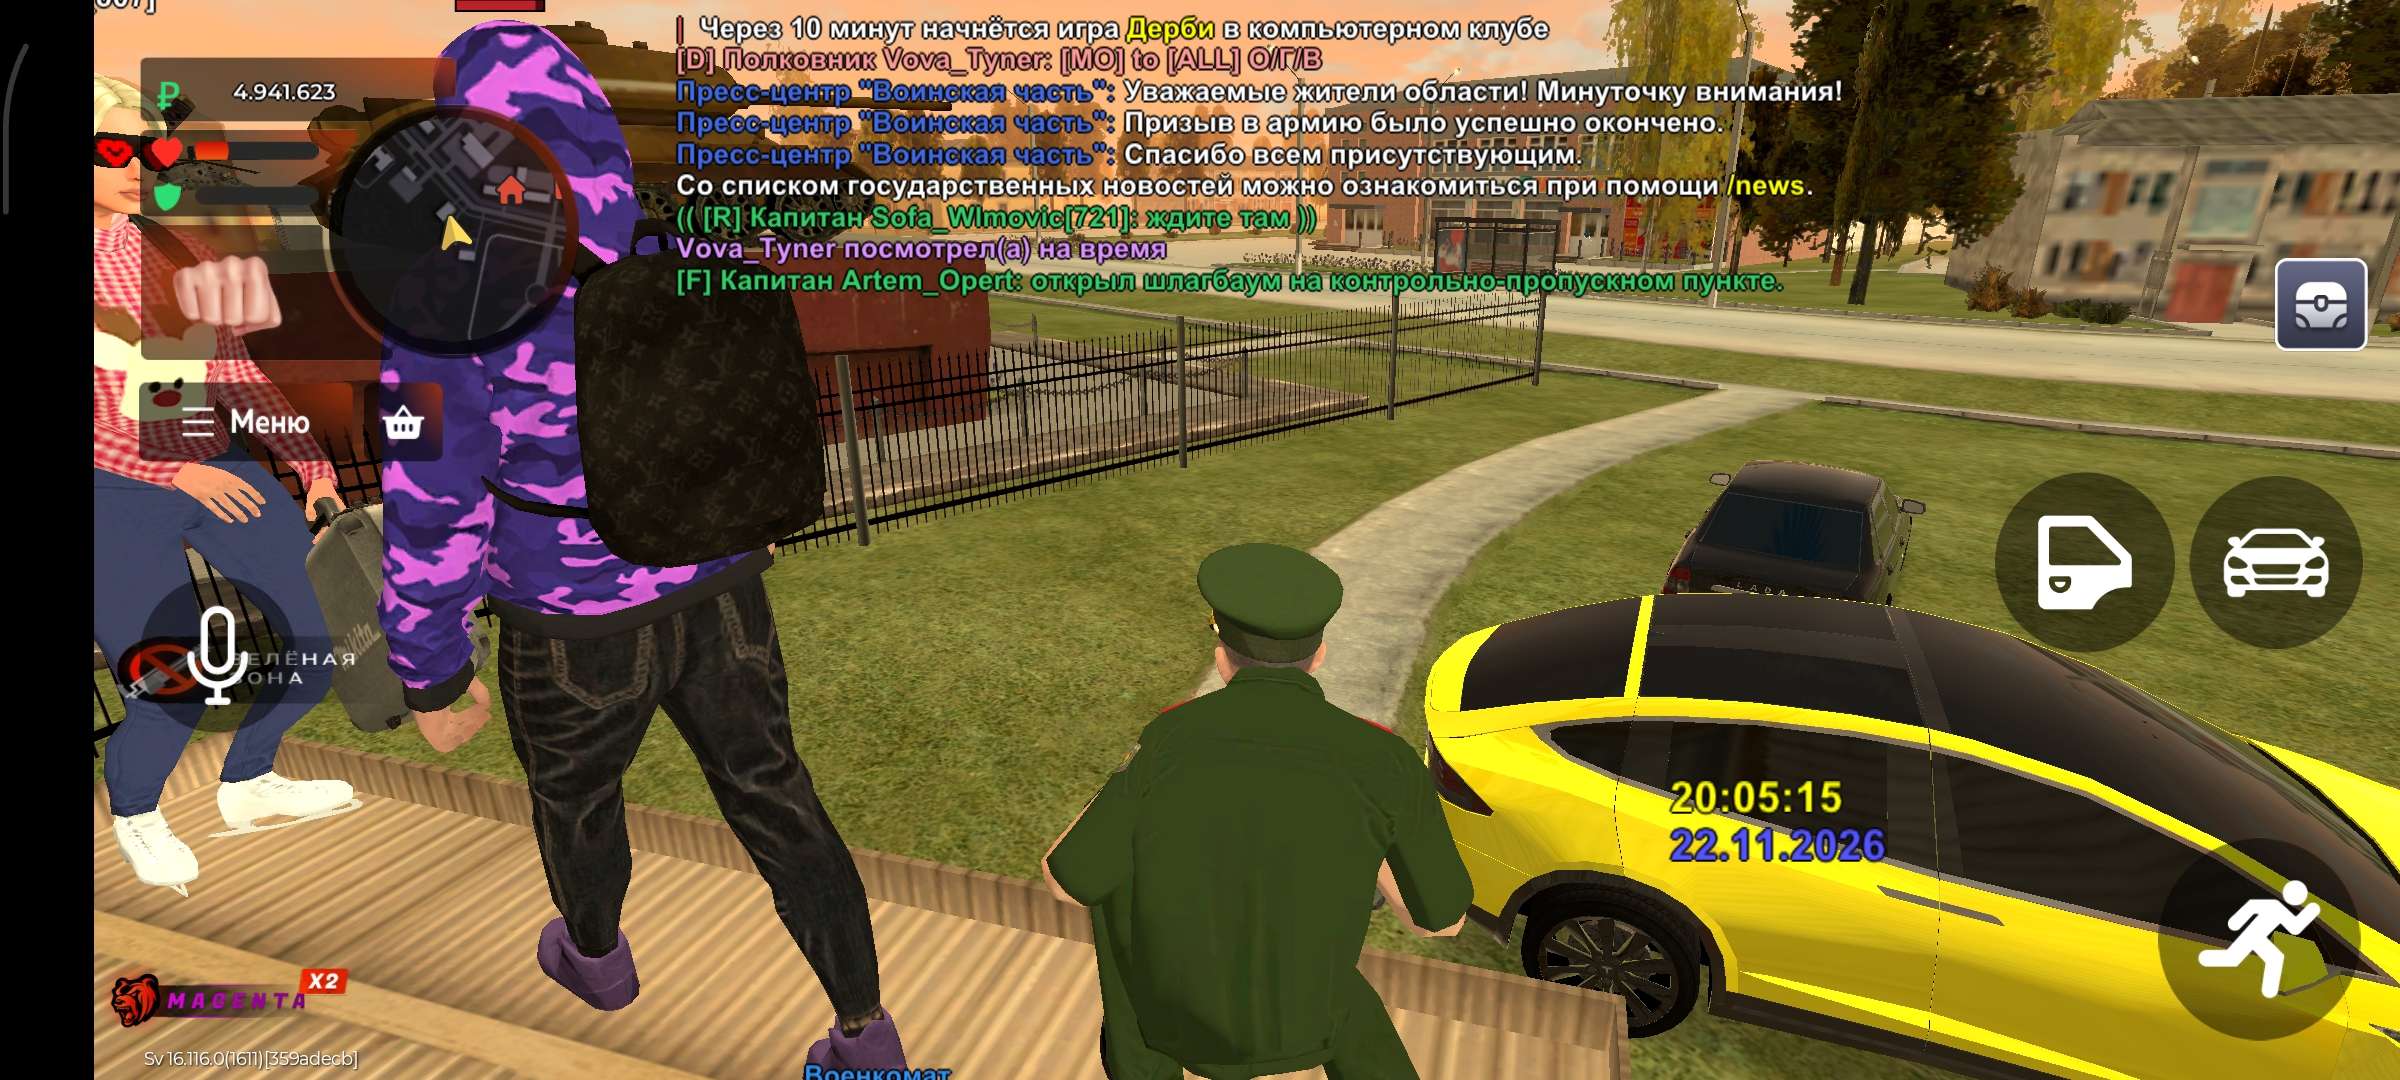 Через 10 минут начнётся игра Дерби в компьютерном клубе
[D] Полковник Vova_Tyner: [МО] to [ALL] О/Г/В
Пресс-центр "Воинская часть": Уважаемые жители области! Минуточку внимания!
Пресс-центр "Воинская часть": Призыв в армию было успешно окончено.
Пресс-центр "Воинская часть": Спасибо всем присутствующим.
Со списком государственных новостей можно ознакомиться при помощи /news.
(( [R] Капитан Sofa_Wlmovic[721]: ждите там ))
Vova_Tyner посмотрел(а) на время
[F] Капитан Artem_Opert: открыл шлагбаум на контрольно-пропускном пункте.
₽ 4.941.623
Меню
LADA
20:05:15
22.11.2026
X2
MAGENTA
Sv 16.116.0(1611)[359adecb]
Военкомат